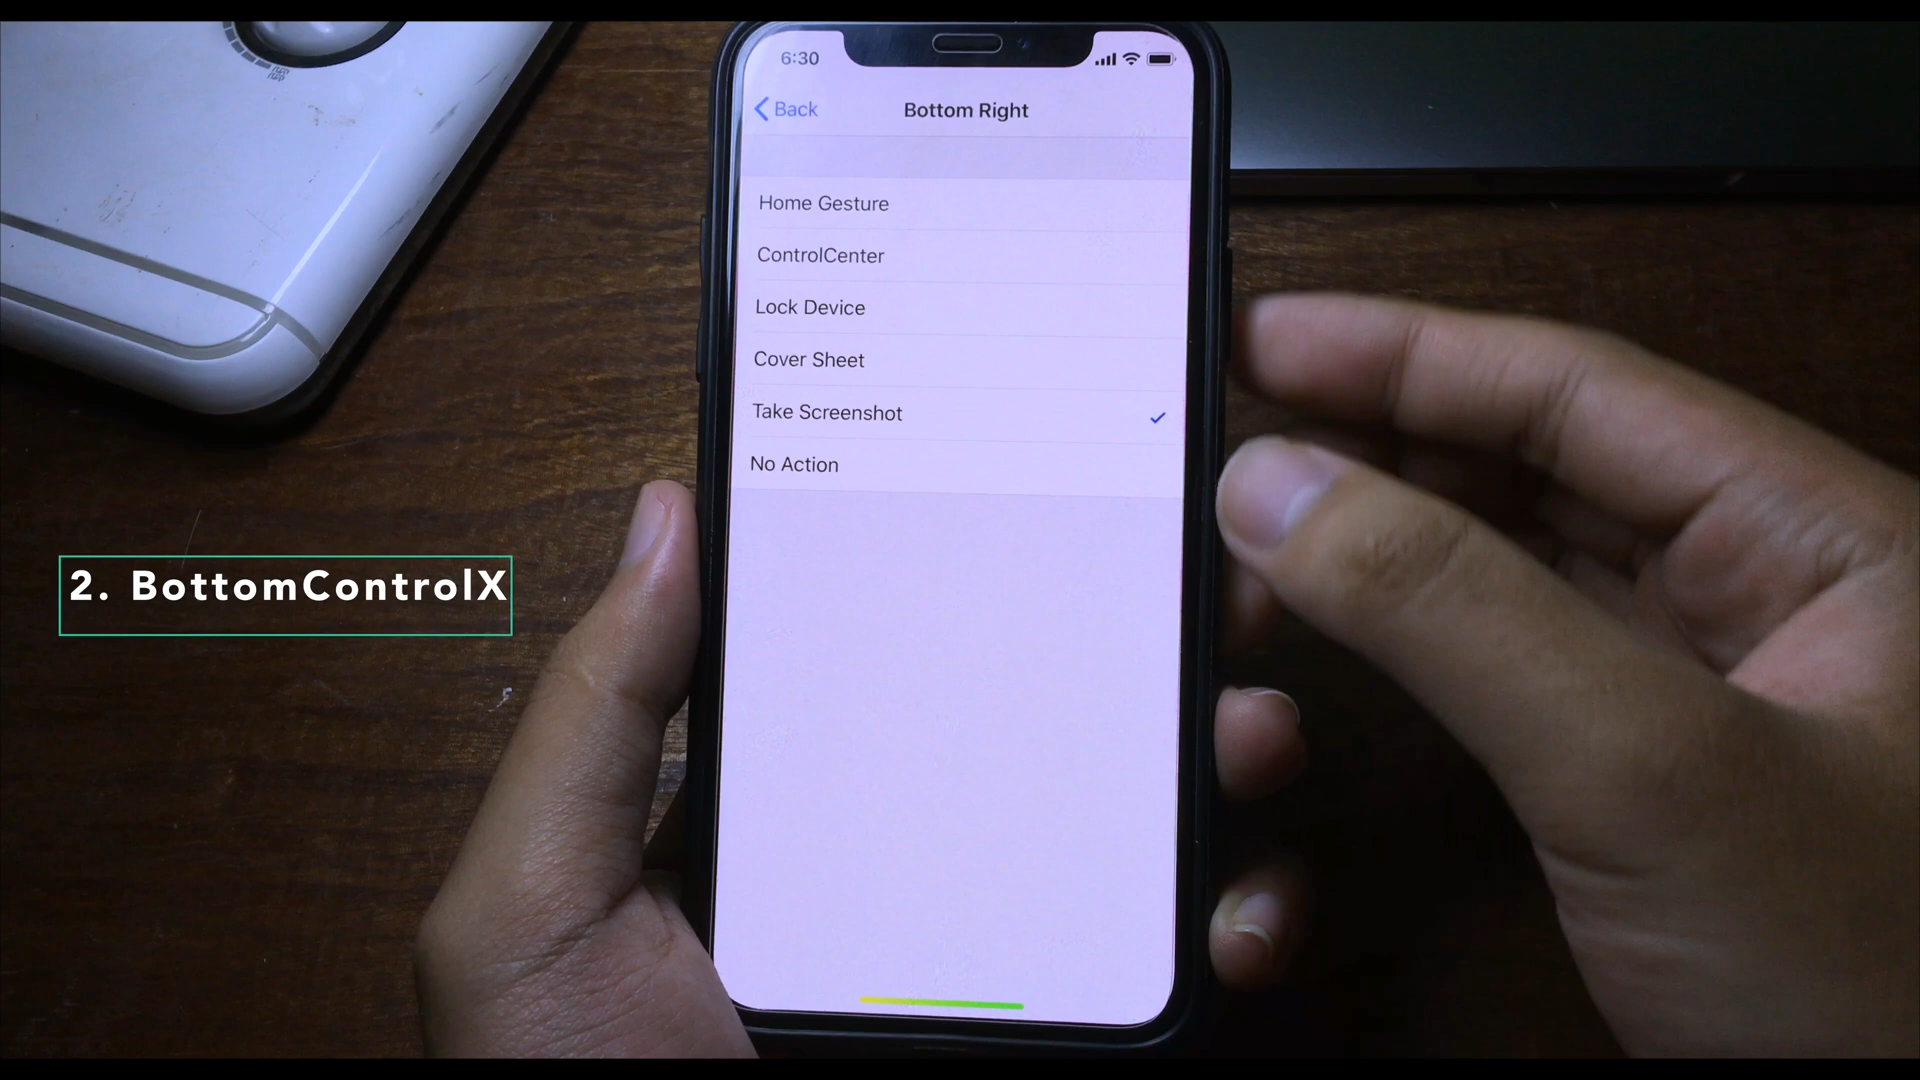 6:30
Back
Bottom Right
Home Gesture
ControlCenter
Lock Device
Cover Sheet
Take Screenshot
No Action
2. BottomControlX